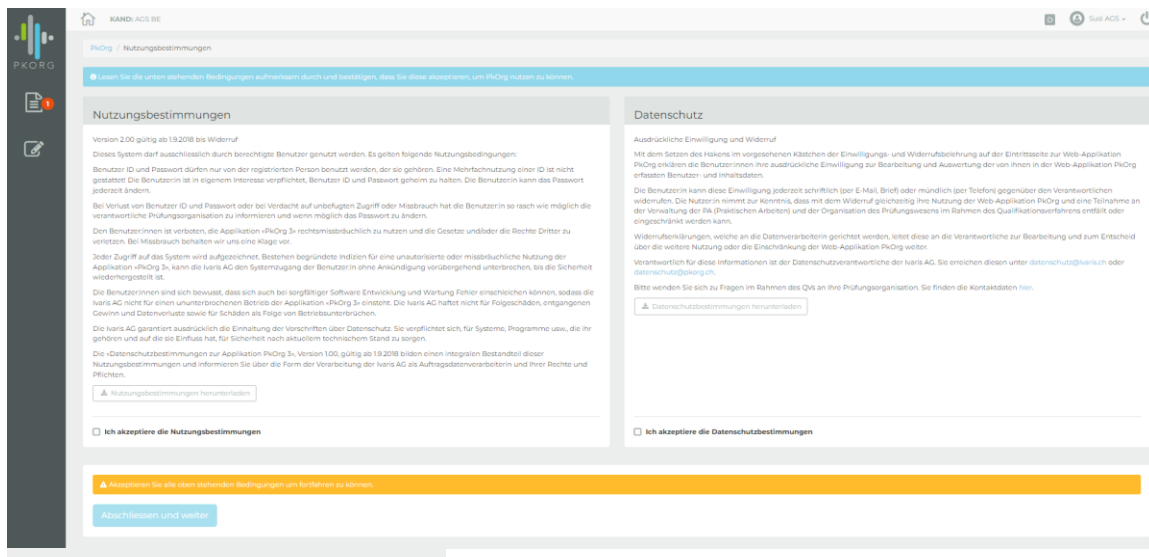 KAND: AGS BE
Susi AGS
PKORG
1
PkOrg / Nutzungsbestimmungen
Lesen Sie die unten stehenden Bedingungen aufmerksam durch und bestätigen, dass Sie diese akzeptieren, um PkOrg nutzen zu können.
Nutzungsbestimmungen
Version 2.00 gültig ab 1.9.2018 bis Widerruf
Dieses System darf ausschliesslich durch berechtigte Benutzer genutzt werden. Es gelten folgende Nutzungsbedingungen:
Benutzer ID und Passwort dürfen nur von der registrierten Person benutzt werden, der sie gehören. Eine Mehrfachnutzung einer ID ist nicht
gestattet! Die Benutzer:in ist in eigenem Interesse verpflichtet, Benutzer ID und Passwort geheim zu halten. Die Benutzer:in kann das Passwort
jederzeit ändern.
Bei Verlust von Benutzer ID und Passwort oder bei Verdacht auf unbefugten Zugriff oder Missbrauch hat die Benutzer:in so rasch wie möglich die
verantwortliche Prüfungsorganisation zu informieren und wenn möglich das Passwort zu ändern.
Den Benutzer:innen ist verboten, die Applikation «PkOrg 3» rechtsmissbräuchlich zu nutzen und die Gesetze und/oder die Rechte Dritter zu
verletzen. Bei Missbrauch behalten wir uns eine Klage vor.
Jeder Zugriff auf das System wird aufgezeichnet. Bestehen begründete Indizien für eine unautorisierte oder missbräuchliche Nutzung der
Applikation «PkOrg 3», kann die Ivaris AG den Systemzugang der Benutzer:in ohne Ankündigung vorübergehend unterbrechen, bis die Sicherheit
wiederhergestellt ist.
Die Benutzer:innen sind sich bewusst, dass sich auch bei sorgfältiger Software Entwicklung und Wartung Fehler einschleichen können, sodass die
Ivaris AG nicht für einen ununterbrochenen Betrieb der Applikation «PkOrg 3» einsteht. Die Ivaris AG haftet nicht für Folgeschäden, entgangenen
Gewinn und Datenverluste sowie für Schäden als Folge von Betriebsunterbrüchen.
Die Ivaris AG garantiert ausdrücklich die Einhaltung der Vorschriften über Datenschutz. Sie verpflichtet sich, für Systeme, Programme usw., die ihr
gehören und auf die sie Einfluss hat, für Sicherheit nach aktuellem technischem Stand zu sorgen.
Die «Datenschutzbestimmungen zur Applikation PkOrg 3», Version 1.00, gültig ab 1.9.2018 bilden einen integralen Bestandteil dieser
Nutzungsbestimmungen und informieren Sie über die Form der Verarbeitung der Ivaris AG als Auftragsdatenverarbeiterin und Ihrer Rechte und
Pflichten.
Nutzungsbestimmungen herunterladen
Ich akzeptiere die Nutzungsbestimmungen
Datenschutz
Ausdrückliche Einwilligung und Widerruf
Mit dem Setzen des Hakens im vorgesehenen Kästchen der Einwilligungs- und Widerrufsbelehrung auf der Eintrittsseite zur Web-Applikation
PkOrg erklären die Benutzer:innen ihre ausdrückliche Einwilligung zur Bearbeitung und Auswertung der von ihnen in der Web-Applikation PkOrg
erfassten Benutzer- und Inhaltsdaten.
Die Benutzer:in kann diese Einwilligung jederzeit schriftlich (per E-Mail, Brief) oder mündlich (per Telefon) gegenüber den Verantwortlichen
widerrufen. Die Nutzer:in nimmt zur Kenntnis, dass mit dem Widerruf gleichzeitig ihre Nutzung der Web-Applikation PkOrg und eine Teilnahme an
der Verwaltung der PA (Praktischen Arbeiten) und der Organisation des Prüfungswesens im Rahmen des Qualifikationsverfahrens entfällt oder
eingeschränkt werden kann.
Widerrufserklärungen, welche an die Datenverarbeiterin gerichtet werden, leitet diese an die Verantwortliche zur Bearbeitung und zum Entscheid
über die weitere Nutzung oder die Einschränkung der Web-Applikation PkOrg weiter.
Verantwortlich für diese Informationen ist der Datenschutzverantwortliche der Ivaris AG. Sie erreichen diesen unter datenschutz@ivaris.ch oder
datenschutz@pkorg.ch.
Bitte wenden Sie sich zu Fragen im Rahmen des QVs an Ihre Prüfungsorganisation. Sie finden die Kontaktdaten hier.
Datenschutzbestimmungen herunterladen
Ich akzeptiere die Datenschutzbestimmungen
Akzeptieren Sie alle oben stehenden Bedingungen um fortfahren zu können.
Abschliessen und weiter